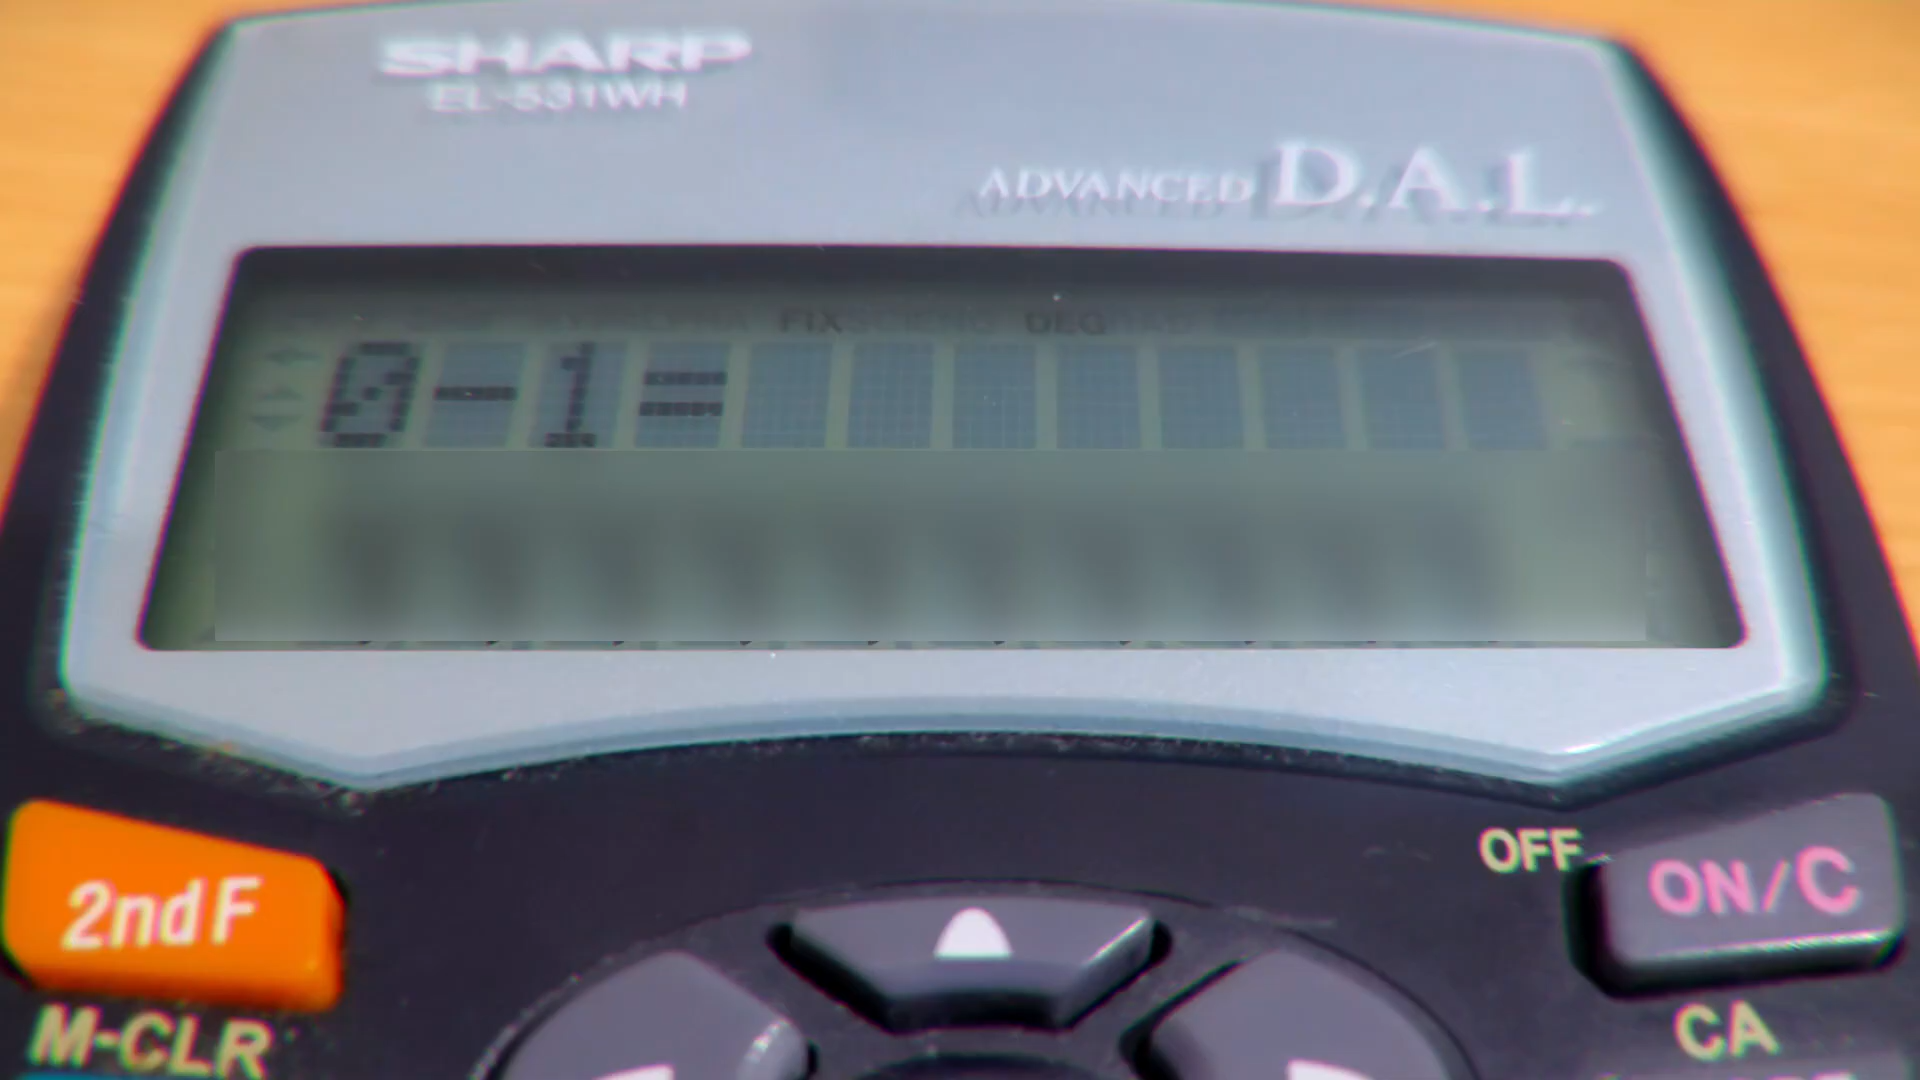 SHARP
EL-531WH
ADVANCED D.A.L.
FIX DEG
0-1=
2ndF
OFF
ON/C
M-CLR
CA